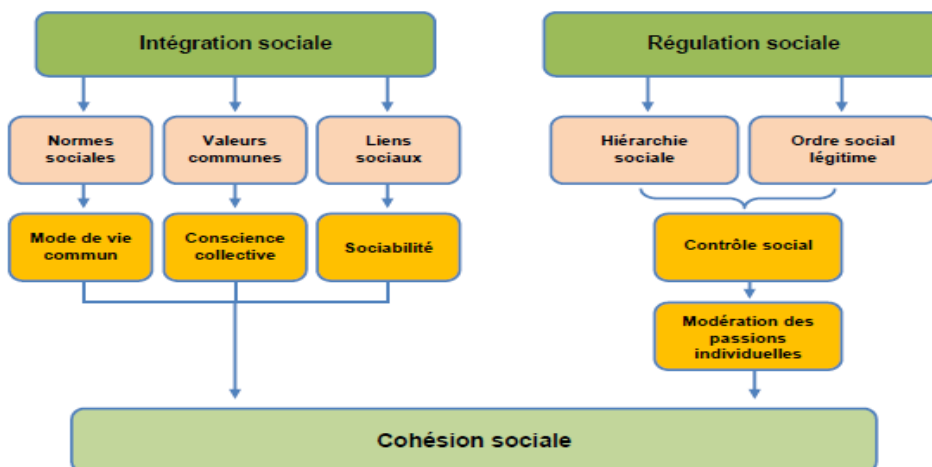 Intégration sociale
Régulation sociale
Normes
sociales
Valeurs
communes
Liens
sociaux
Hiérarchie
sociale
Ordre social
légitime
Mode de vie
commun
Conscience
collective
Sociabilité
Contrôle social
Modération des
passions
individuelles
Cohésion sociale